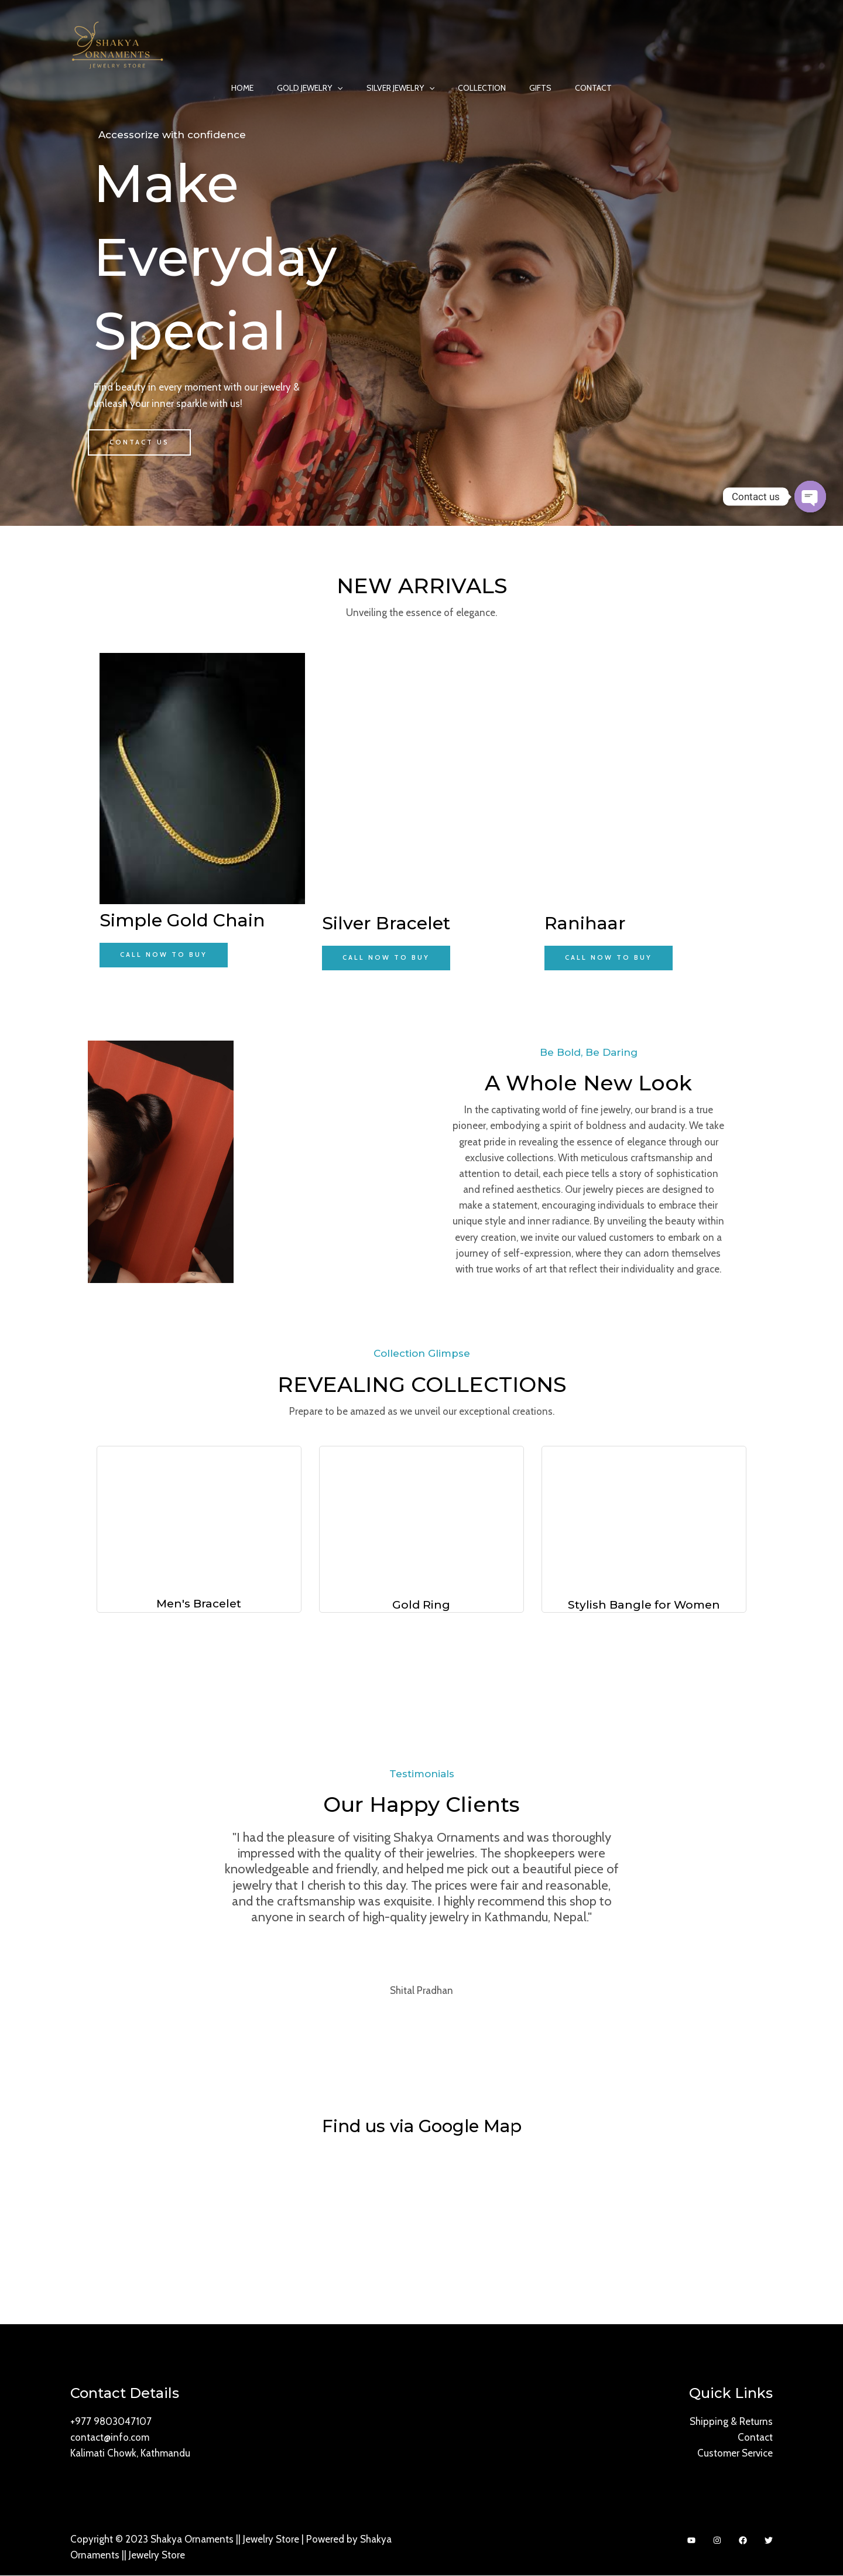 SHAKYA
ORNAMENTS
JEWELRY STORE
HOME GOLD JEWELRY SILVER JEWELRY COLLECTION GIFTS CONTACT
Accessorize with confidence
Make
Everyday
Special
Find beauty in every moment with our jewelry &
unleash your inner sparkle with us!
CONTACT US
Contact us
NEW ARRIVALS
Unveiling the essence of elegance.
Simple Gold Chain
CALL NOW TO BUY
Silver Bracelet
CALL NOW TO BUY
Ranihaar
CALL NOW TO BUY
Be Bold, Be Daring
A Whole New Look
In the captivating world of fine jewelry, our brand is a true
pioneer, embodying a spirit of boldness and audacity. We take
great pride in revealing the essence of elegance through our
exclusive collections. With meticulous craftsmanship and
attention to detail, each piece tells a story of sophistication
and refined aesthetics. Our jewelry pieces are designed to
make a statement, encouraging individuals to embrace their
unique style and inner radiance. By unveiling the beauty within
every creation, we invite our valued customers to embark on a
journey of self-expression, where they can adorn themselves
with true works of art that reflect their individuality and grace.
Collection Glimpse
REVEALING COLLECTIONS
Prepare to be amazed as we unveil our exceptional creations.
Men's Bracelet
Gold Ring
Stylish Bangle for Women
Testimonials
Our Happy Clients
"I had the pleasure of visiting Shakya Ornaments and was thoroughly
impressed with the quality of their jewelries. The shopkeepers were
knowledgeable and friendly, and helped me pick out a beautiful piece of
jewelry that I cherish to this day. The prices were fair and reasonable,
and the craftsmanship was exquisite. I highly recommend this shop to
anyone in search of high-quality jewelry in Kathmandu, Nepal."
Shital Pradhan
Find us via Google Map
Contact Details
+977 9803047107
contact@info.com
Kalimati Chowk, Kathmandu
Quick Links
Shipping & Returns
Contact
Customer Service
Copyright © 2023 Shakya Ornaments || Jewelry Store | Powered by Shakya
Ornaments || Jewelry Store